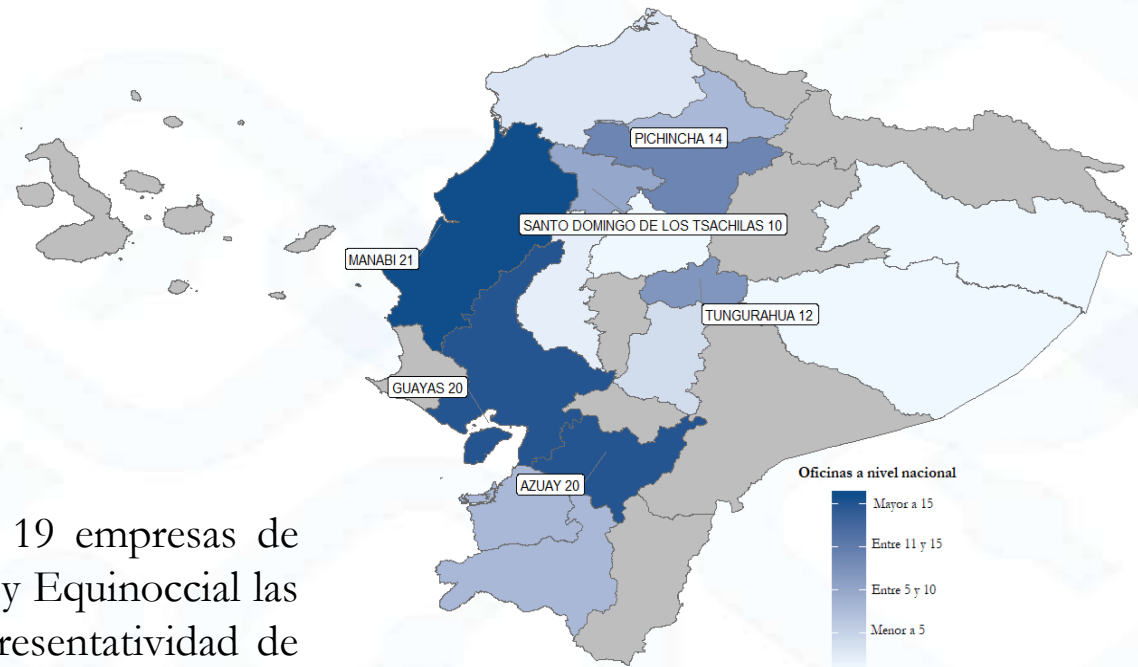 PICHINCHA 14
SANTO DOMINGO DE LOS TSACHILAS 10
MANABI 21
TUNGURAHUA 12
GUAYAS 20
AZUAY 20
Oficinas a nivel nacional
Mayor a 15
Entre 11 y 15
Entre 5 y 10
Menor a 5
19 empresas de
y Equinoccial las
presentatividad de